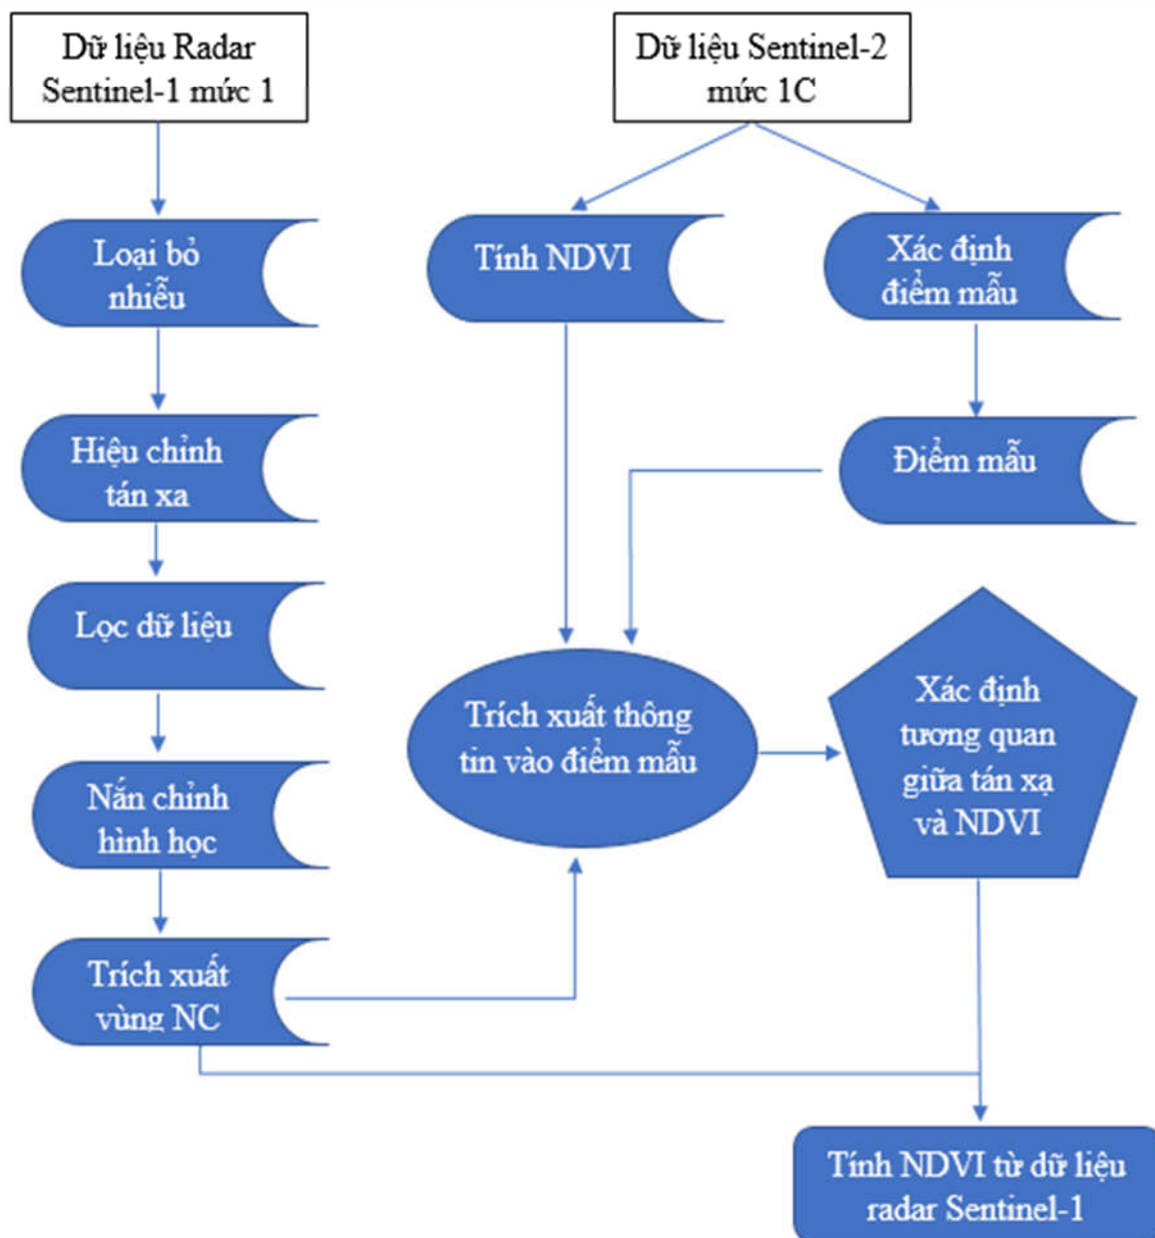 Dữ liệu Radar
Sentinel-1 mức 1
Dữ liệu Sentinel-2
mức 1C
Loại bỏ
nhiễu
Tính NDVI
Xác định
điểm mẫu
Hiệu chỉnh
tán xa
Điểm mẫu
Lọc dữ liệu
Trích xuất thông
tin vào điểm mẫu
Xác định
tương quan
giữa tán xạ
và NDVI
Nắn chỉnh
hình học
Trích xuất
vùng NC
Tính NDVI từ dữ liệu
radar Sentinel-1